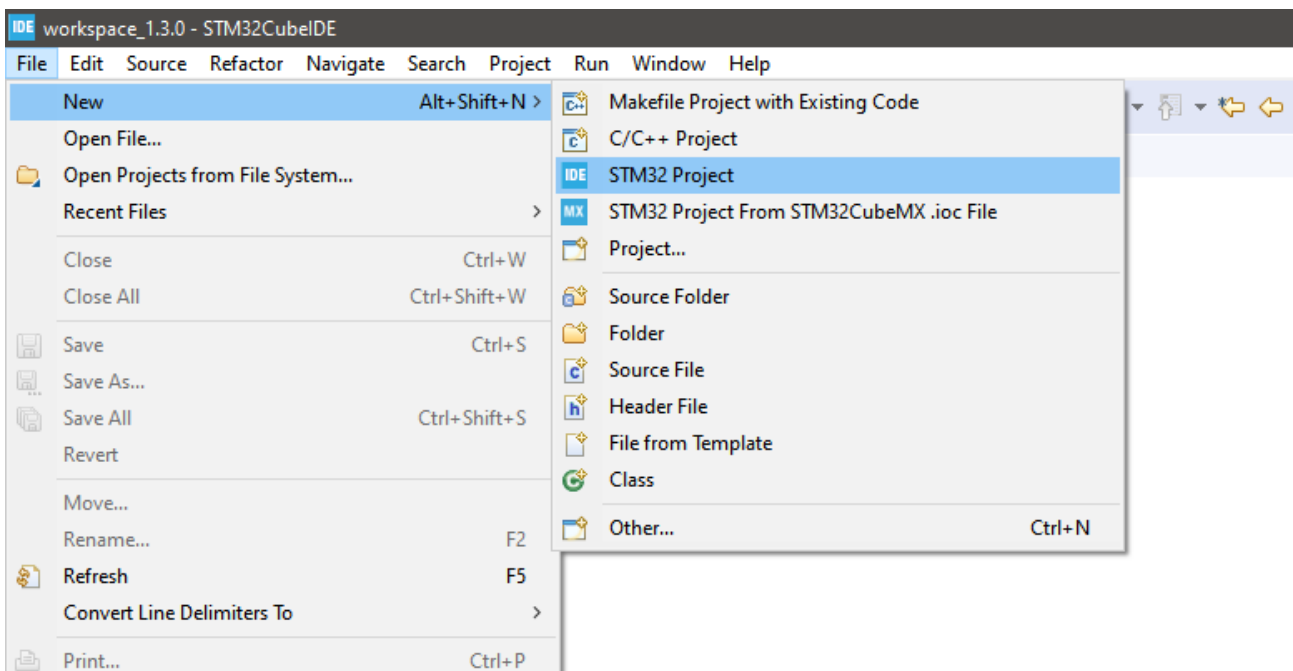 IDE workspace_1.3.0 - STM32CubeIDE
File Edit Source Refactor Navigate Search Project Run Window Help
New Alt+Shift+N >
Open File...
Open Projects from File System...
Recent Files >
Close Ctrl+W
Close All Ctrl+Shift+W
Save Ctrl+S
Save As...
Save All Ctrl+Shift+S
Revert
Move...
Rename... F2
Refresh F5
Convert Line Delimiters To >
Print... Ctrl+P
C++ Makefile Project with Existing Code
C C/C++ Project
IDE STM32 Project
MX STM32 Project From STM32CubeMX .ioc File
Project...
Source Folder
Folder
c Source File
h Header File
File from Template
C Class
Other... Ctrl+N